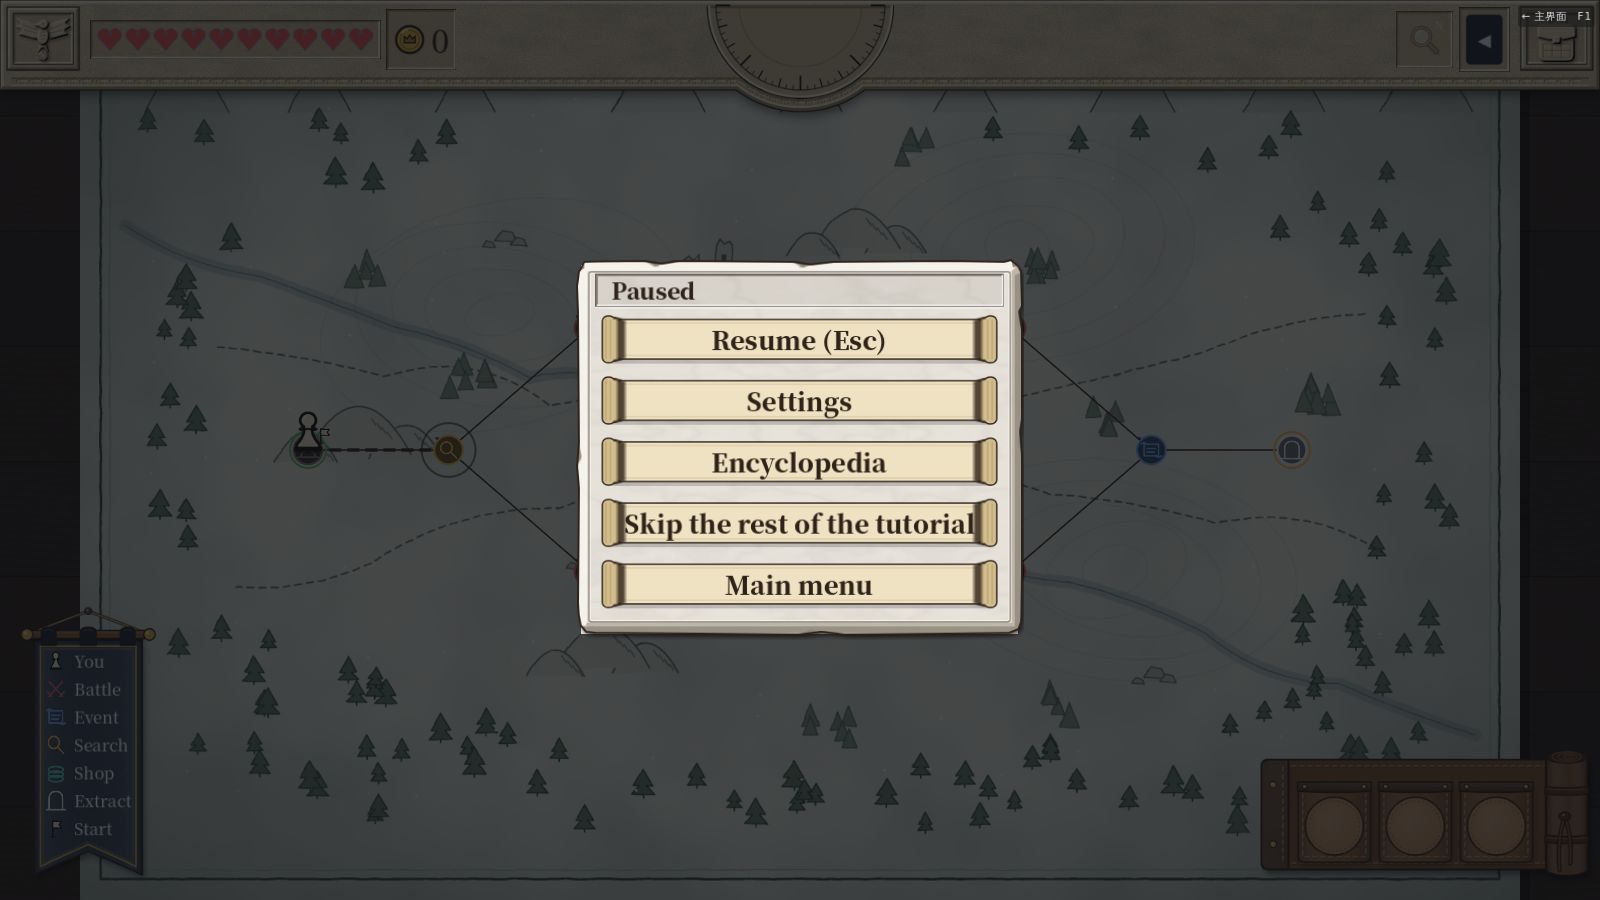 ← 主界面 F1
0
Paused
Resume (Esc)
Settings
Encyclopedia
Skip the rest of the tutorial
Main menu
You
Battle
Event
Search
Shop
Extract
Start